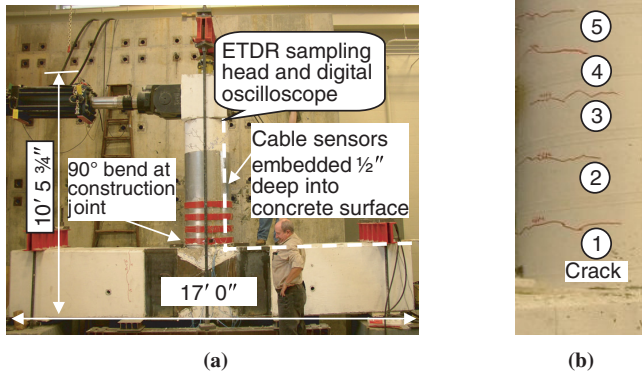 ETDR sampling
head and digital
oscilloscope
Cable sensors
embedded ½″
deep into
concrete surface
90° bend at
construction
joint
10′ 5 ¾″
17′ 0″
(a)
5
4
3
2
1
Crack
(b)